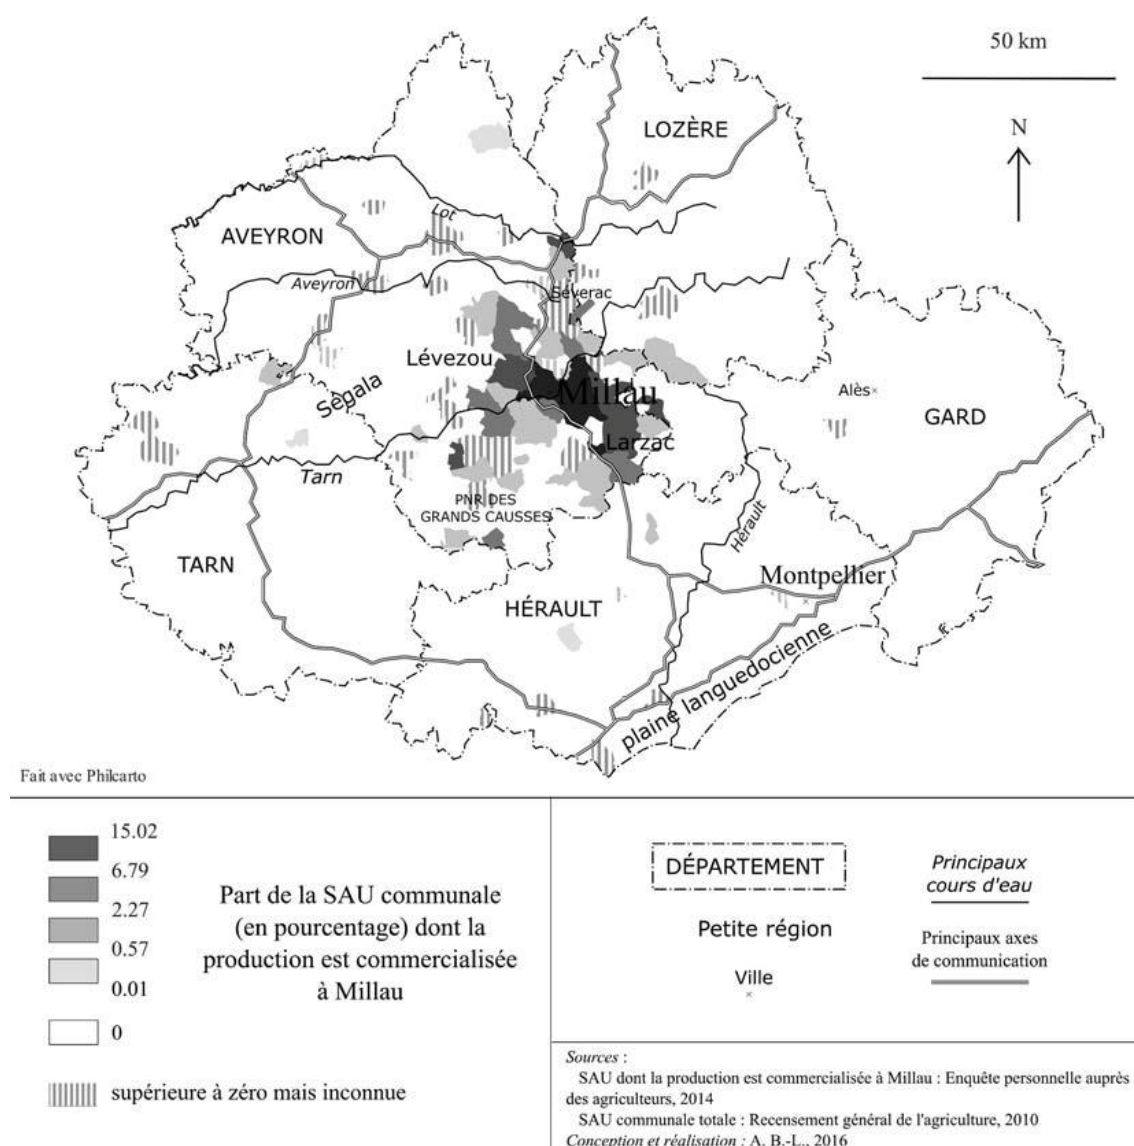 50 km
N
LOZÈRE
AVEYRON
Lot
Aveyron
Séverac
Lévezou
Millau
Ségala
Alès
GARD
Larzac
Tarn
PNR DES
GRANDS CAUSSES
Hérault
TARN
Montpellier
HÉRAULT
plaine languedocienne
Fait avec Philcarto
15.02
6.79
2.27
0.57
0.01
0
supérieure à zéro mais inconnue
Part de la SAU communale
(en pourcentage) dont la
production est commercialisée
à Millau
DÉPARTEMENT
Petite région
Ville
Principaux
cours d'eau
Principaux axes
de communication
Sources :
SAU dont la production est commercialisée à Millau : Enquête personnelle auprès
des agriculteurs, 2014
SAU communale totale : Recensement général de l'agriculture, 2010
Conception et réalisation : A. B.-L., 2016